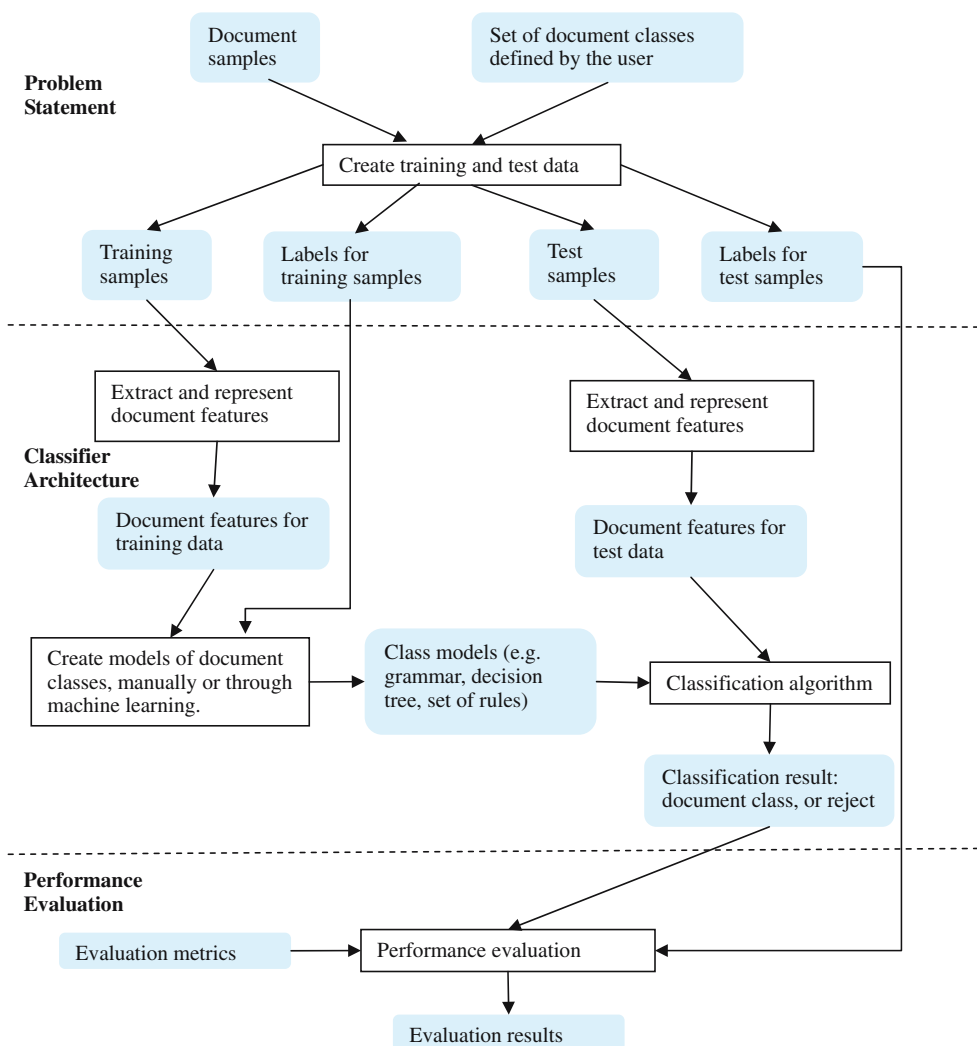 Document
samples
Set of document classes
defined by the user
Problem
Statement
Create training and test data
Training
samples
Labels for
training samples
Test
samples
Labels for
test samples
Extract and represent
document features
Extract and represent
document features
Classifier
Architecture
Document features for
training data
Document features for
test data
Create models of document
classes, manually or through
machine learning.
Class models (e.g.
grammar, decision
tree, set of rules)
Classification algorithm
Classification result:
document class, or reject
Performance
Evaluation
Evaluation metrics
Performance evaluation
Evaluation results